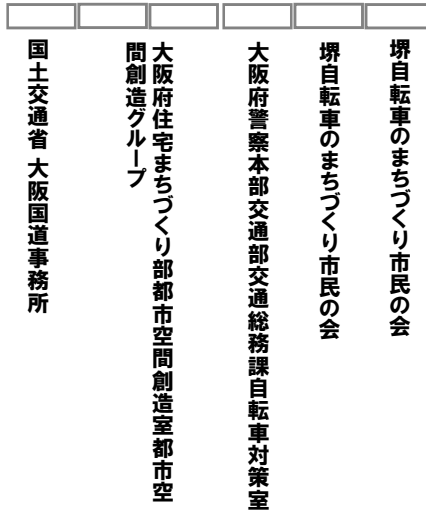 堺自転車のまちづくり市民の会
堺自転車のまちづくり市民の会
大阪府警察本部交通部交通総務課自転車対策室
大阪府住宅まちづくり部都市空間創造室都市空
間創造グループ
国土交通省 大阪国道事務所